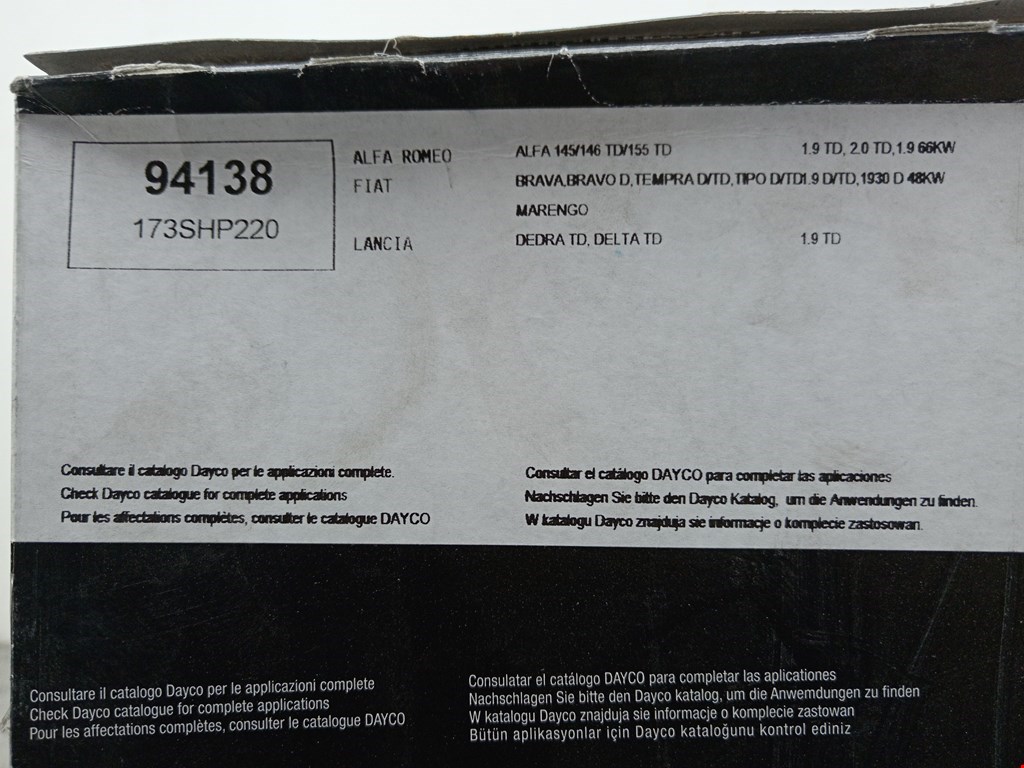 94138
173SHP220
ALFA ROMEO ALFA 145/146 TD/155 TD 1.9 TD, 2.0 TD,1.9 66KW
FIAT BRAVA,BRAVO D,TEMPRA D/TD,TIPO D/TD1.9 D/TD,1930 D 48KW
MARENGO
LANCIA DEDRA TD, DELTA TD 1.9 TD
Consultare il catalogo Dayco per le applicazioni complete.
Check Dayco catalogue for complete applications
Pour les affectations complètes, consulter le catalogue DAYCO
Consultar el catálogo DAYCO para completar las aplicaciones
Nachschlagen Sie bitte den Dayco Katalog, um die Anwendungen zu finden.
W katalogu Dayco znajduja sie informacje o komplecie zastosowan.
Consultare il catalogo Dayco per le applicazioni complete
Check Dayco catalogue for complete applications
Pour les affectations complètes, consulter le catalogue DAYCO
Consulatar el catálogo DAYCO para completar las aplicationes
Nachschlagen Sie bitte den Dayco katalog, um die Anwemdungen zu finden
W katalogu Dayco znajduja sie informacje o komplecie zastowan
Bütün aplikasyonlar için Dayco kataloğunu kontrol ediniz